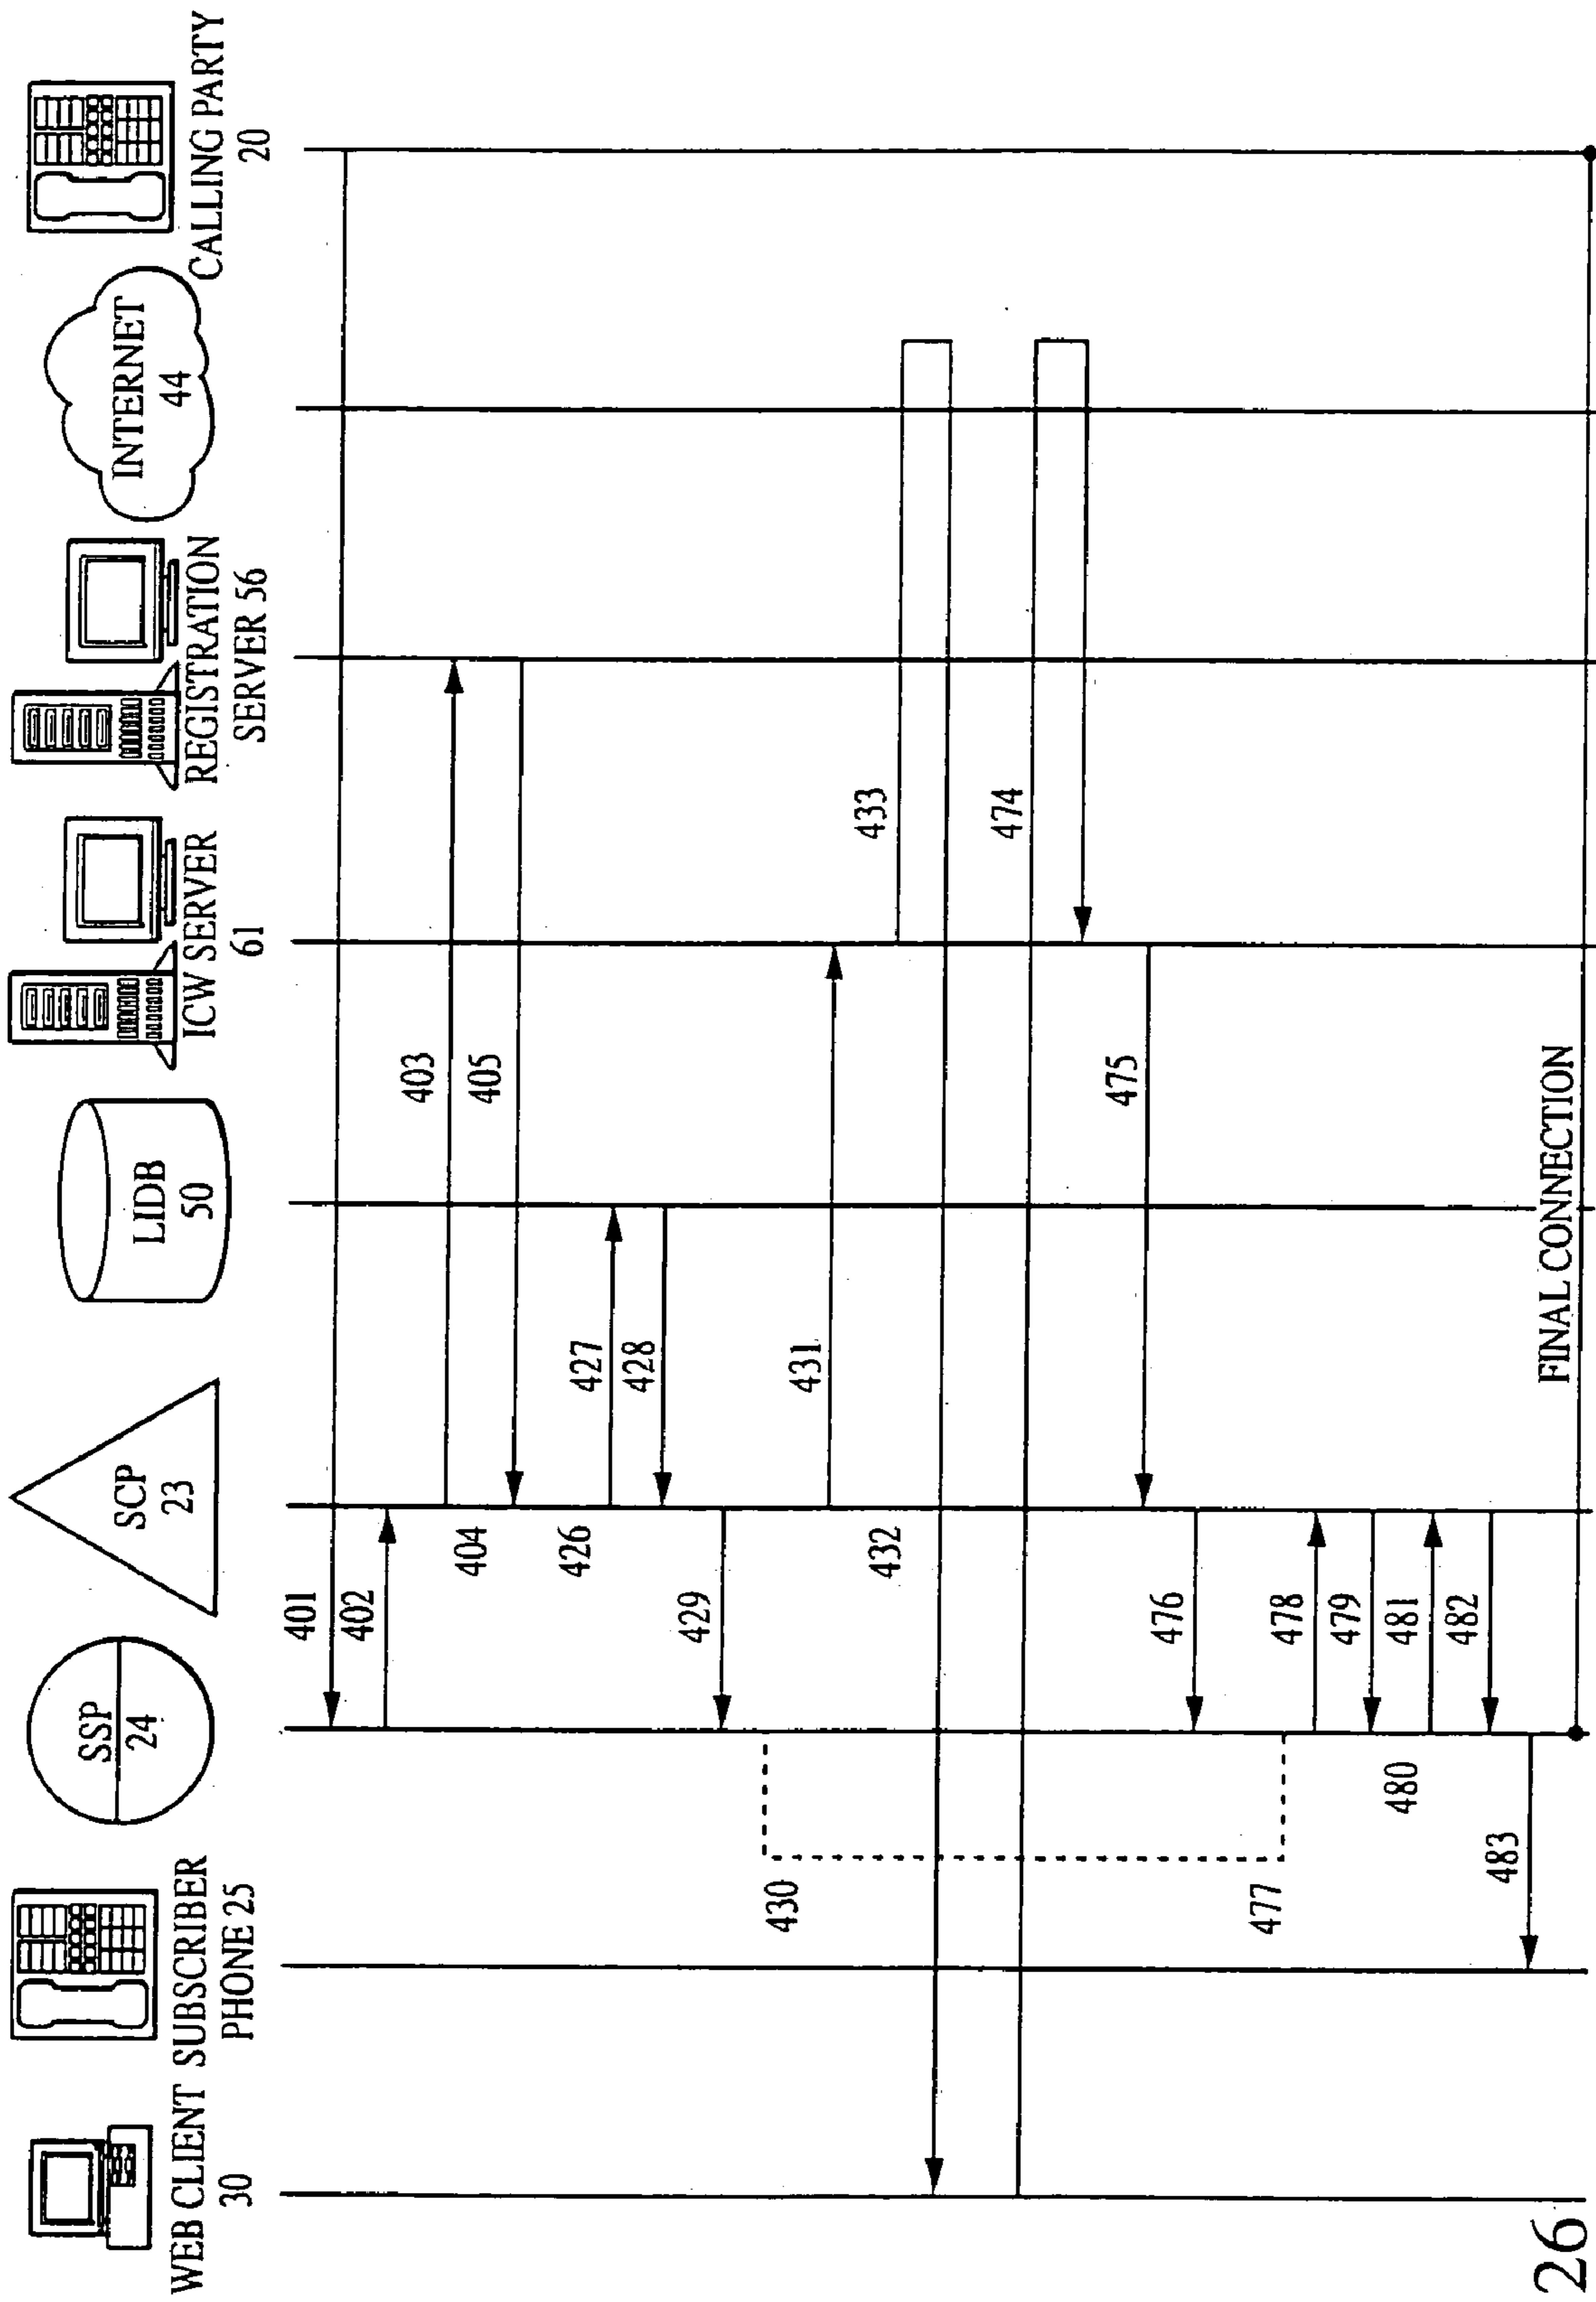 WEB CLIENT
30
SUBSCRIBER
PHONE 25
SSP
24
SCP
23
LIDB
50
ICW SERVER
61
REGISTRATION
SERVER 56
INTERNET
44
CALLING PARTY
20
401
402
403
404
405
426
427
428
429
430
431
432
433
474
475
476
477
478
479
480
481
482
483
FINAL CONNECTION
26